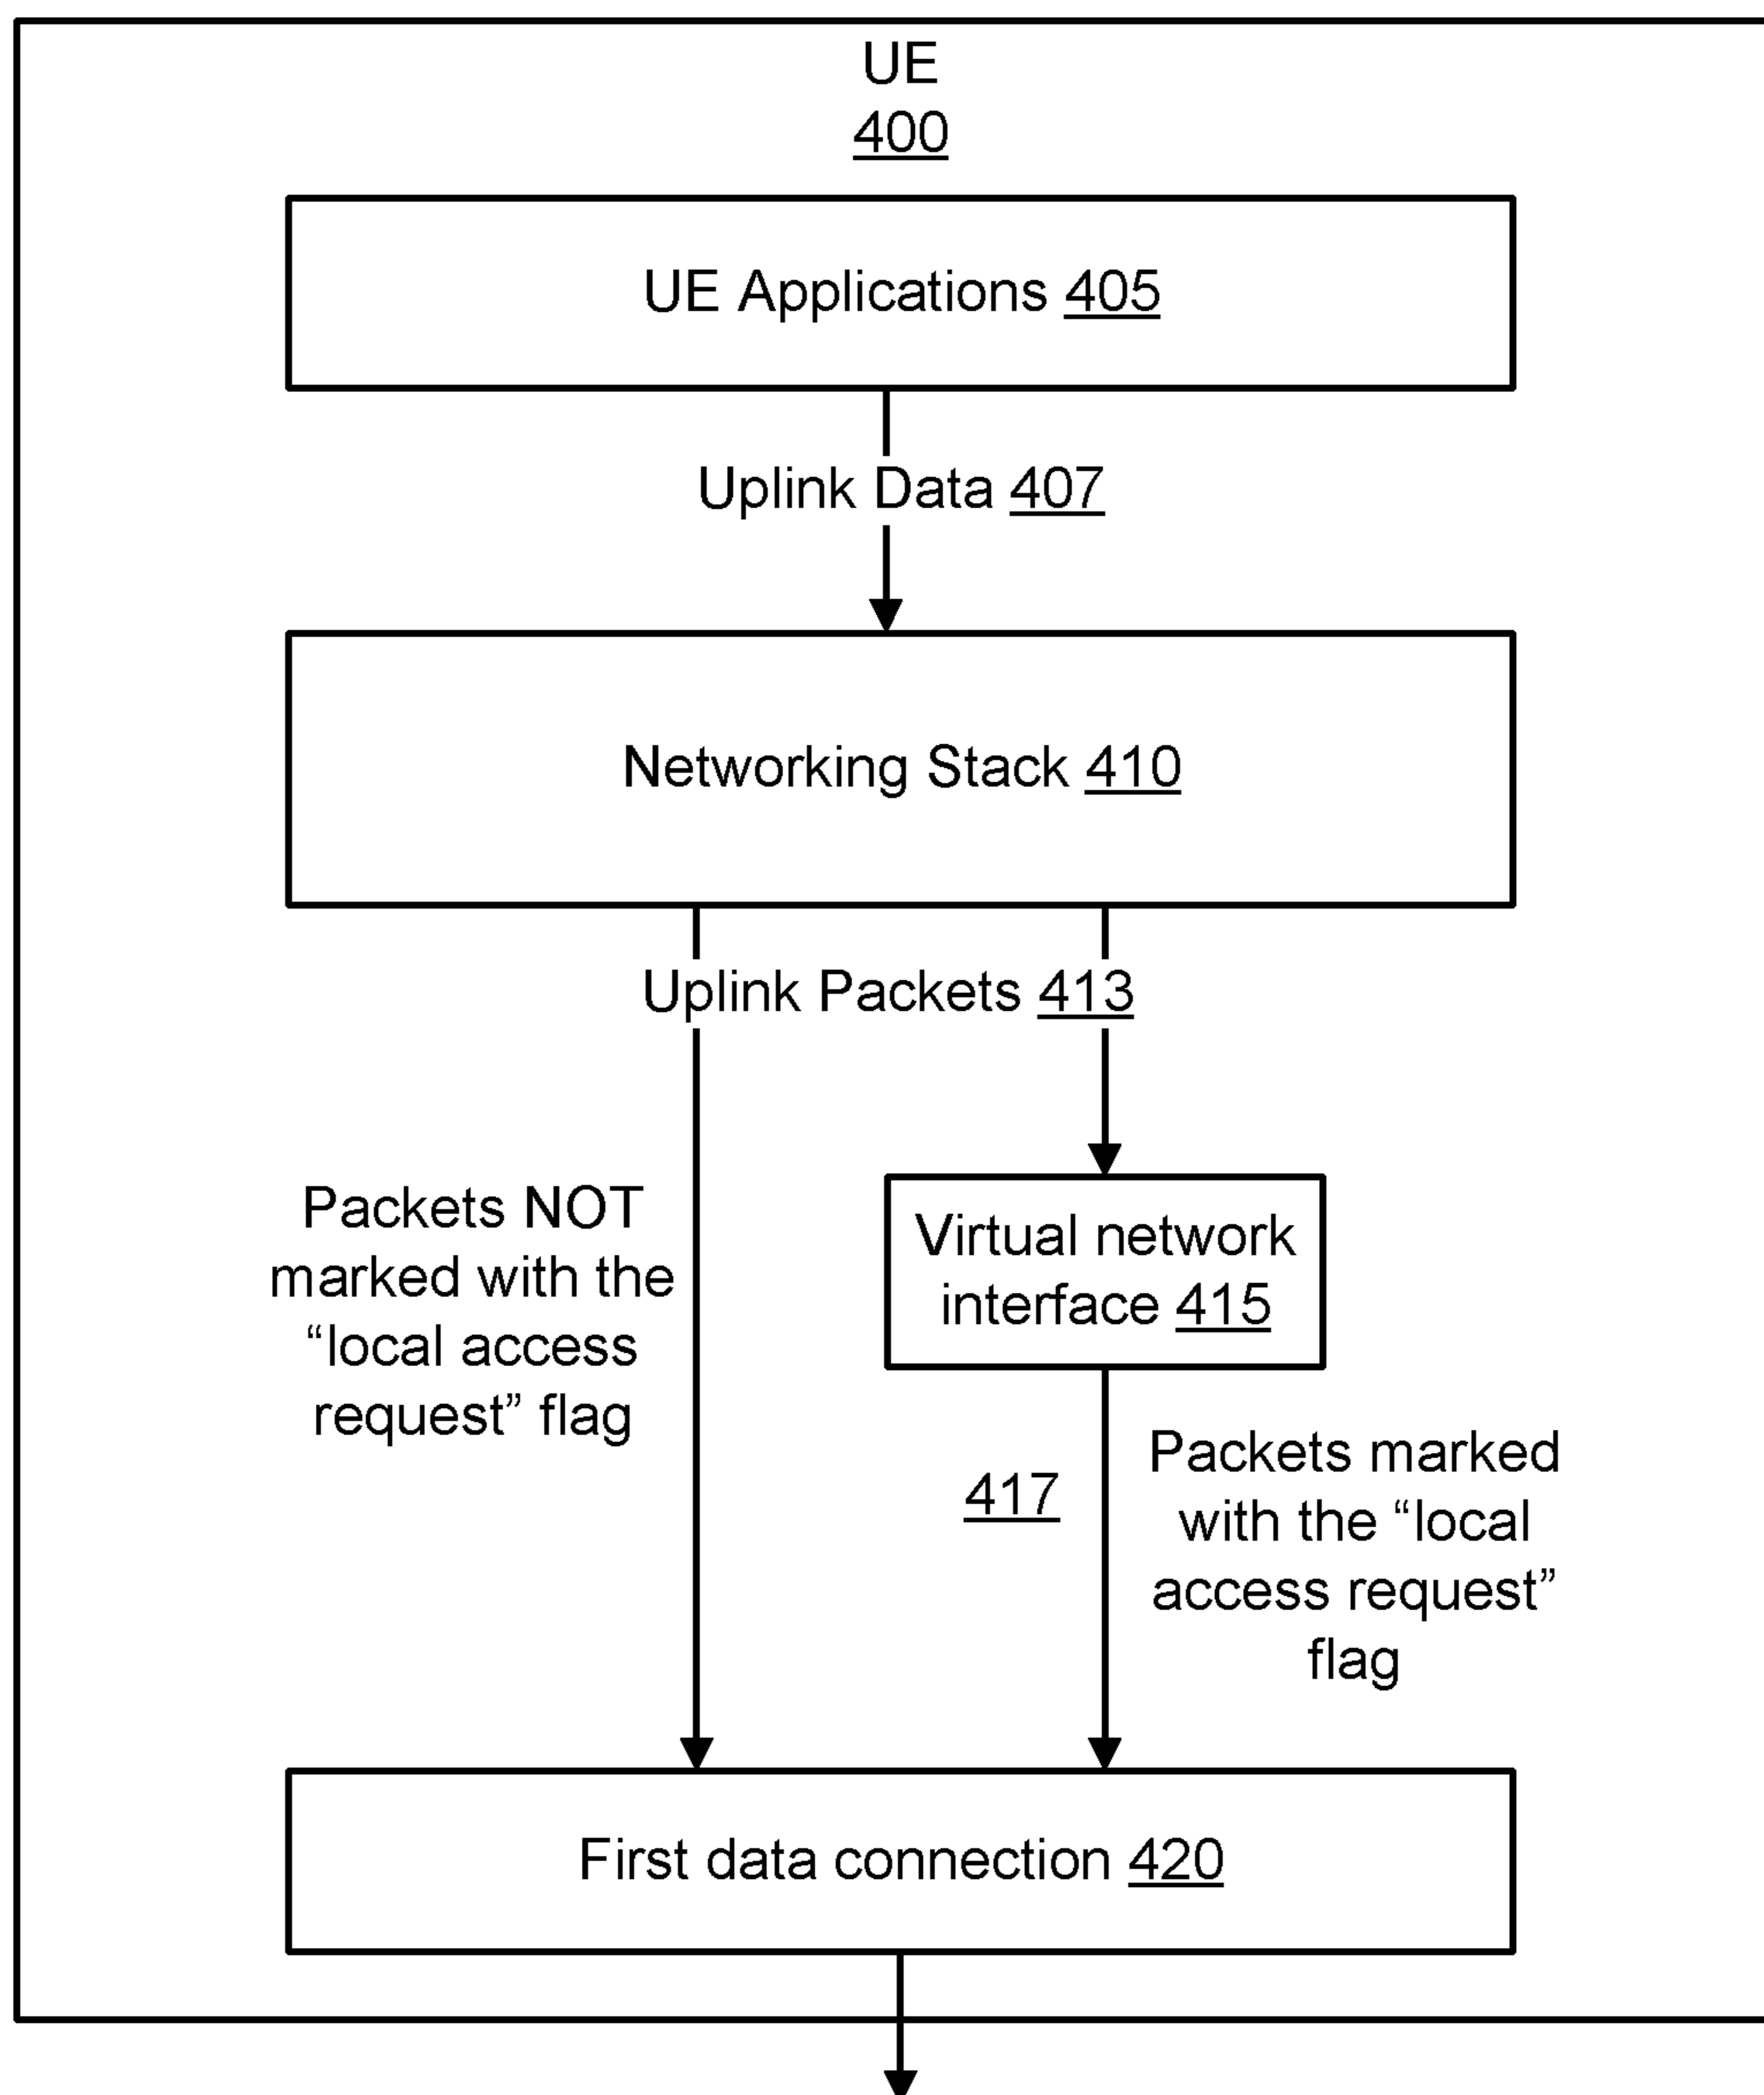 UE
400
UE Applications 405
Uplink Data 407
Networking Stack 410
Uplink Packets 413
Packets NOT
marked with the
“local access
request” flag
Virtual network
interface 415
417
Packets marked
with the “local
access request”
flag
First data connection 420